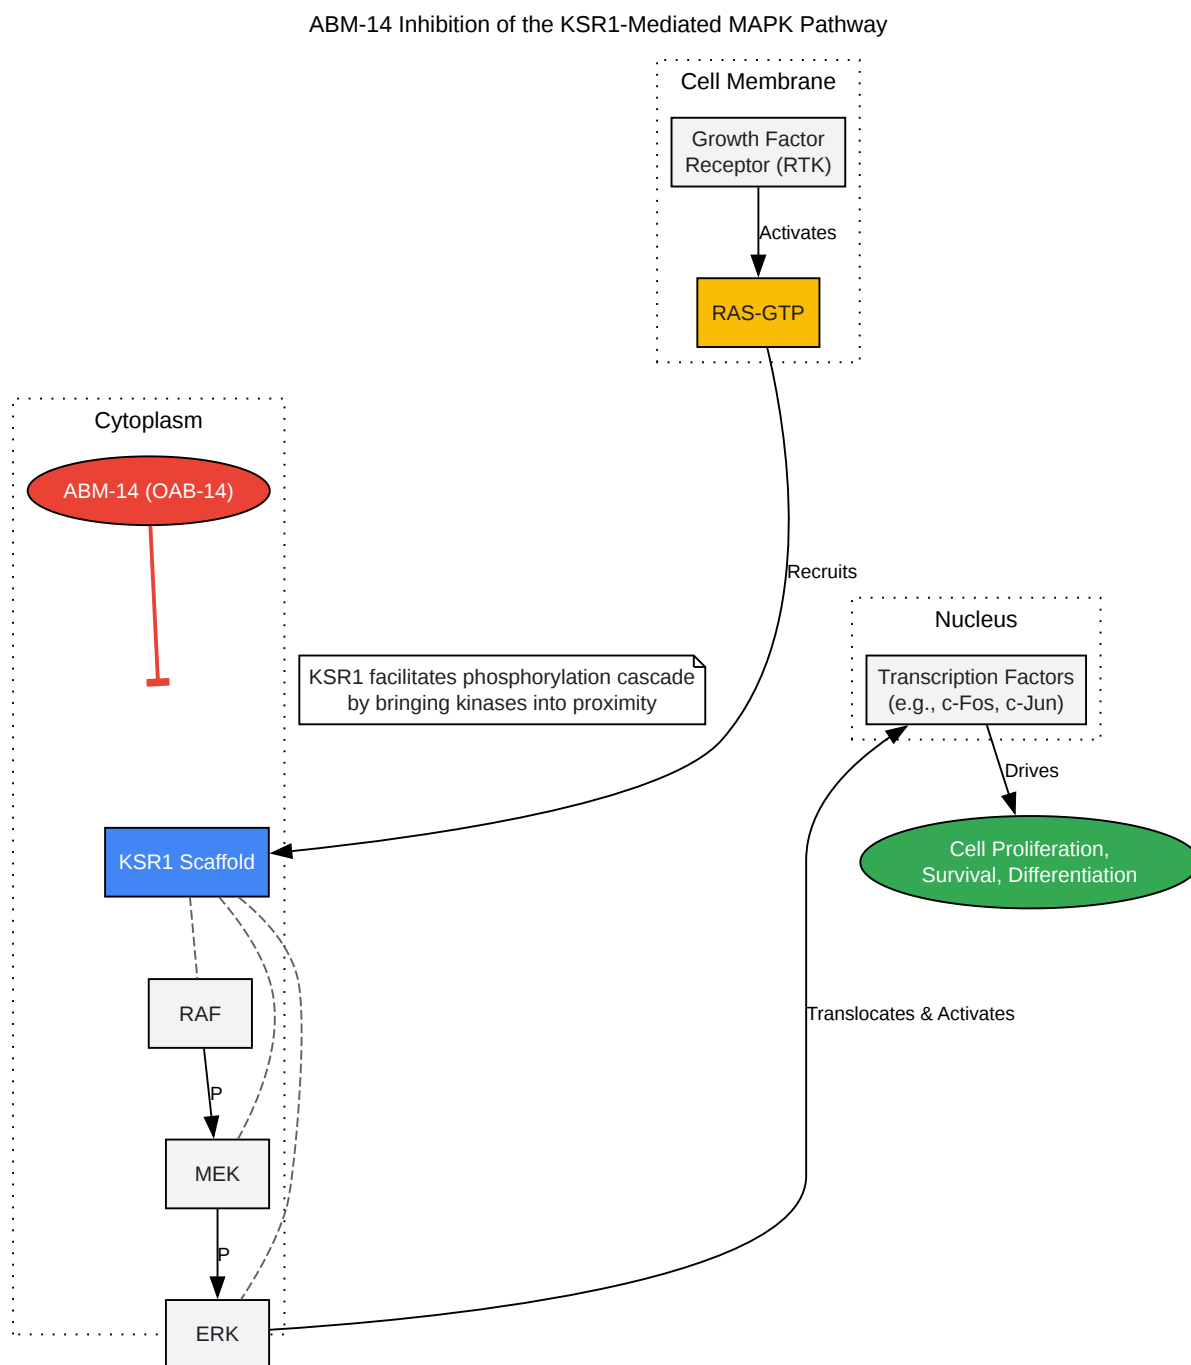 ABM-14 Inhibition of the KSR1-Mediated MAPK Pathway
Cell Membrane
Growth Factor
Receptor (RTK)
Activates
RAS-GTP
Cytoplasm
ABM-14 (OAB-14)
Recruits
Nucleus
KSR1 facilitates phosphorylation cascade
by bringing kinases into proximity
Transcription Factors
(e.g., c-Fos, c-Jun)
Drives
KSR1 Scaffold
Cell Proliferation,
Survival, Differentiation
RAF
Translocates & Activates
P
MEK
P
ERK